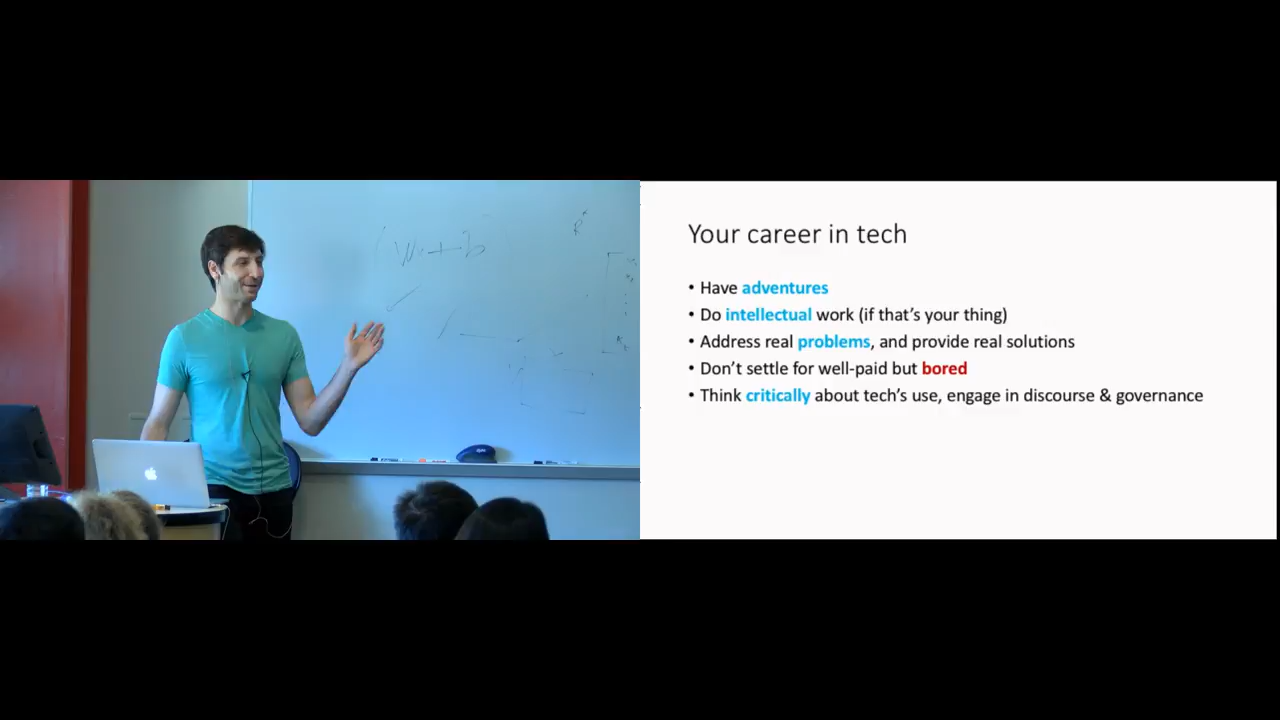 W + b
Your career in tech
• Have adventures
• Do intellectual work (if that's your thing)
• Address real problems, and provide real solutions
• Don't settle for well-paid but bored
• Think critically about tech's use, engage in discourse & governance